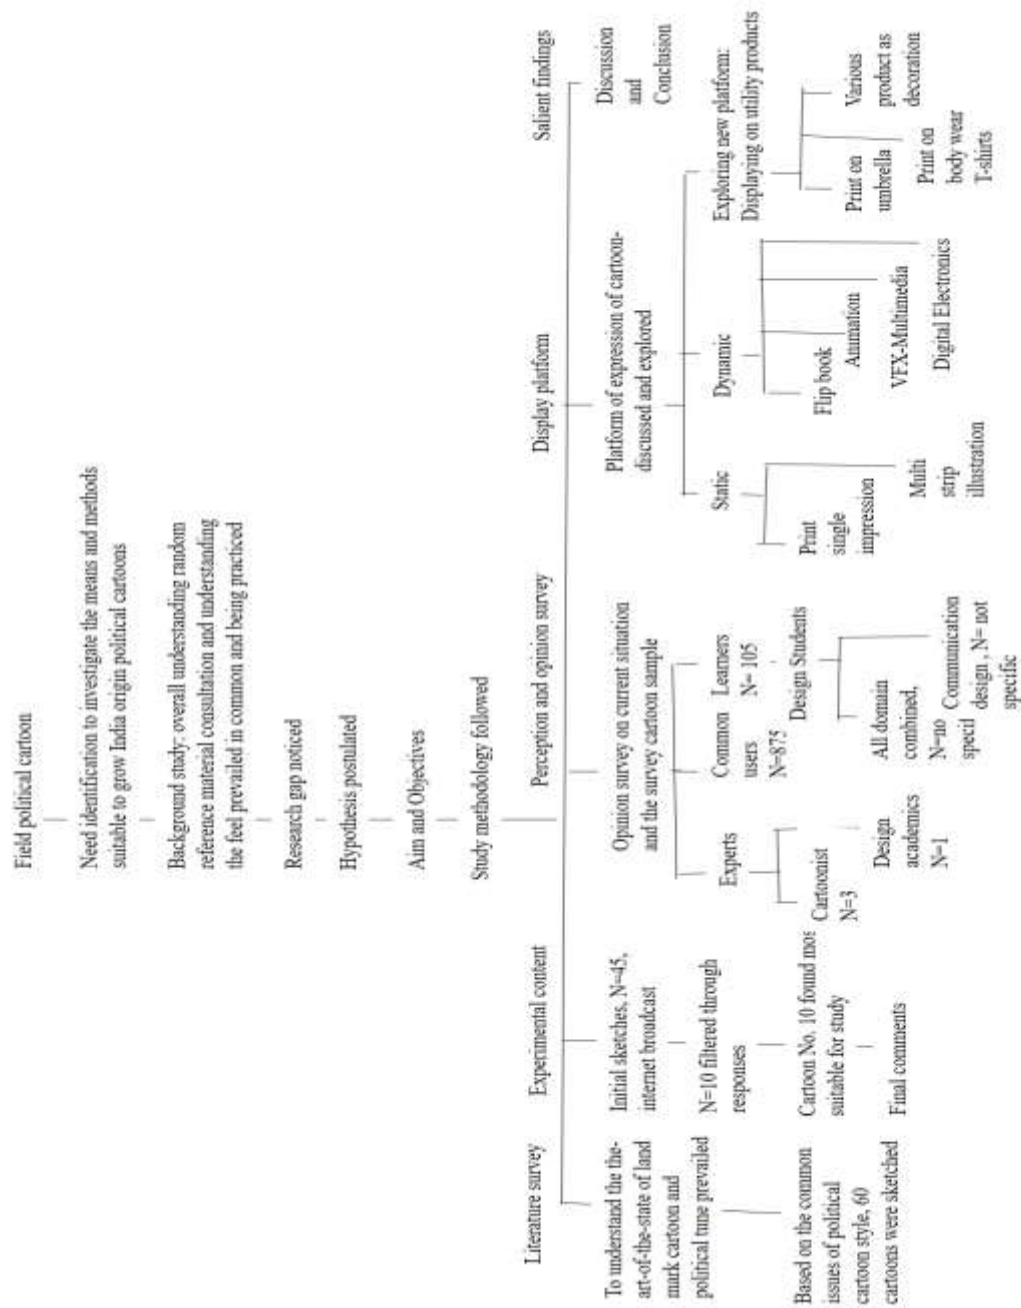 Field political cartoon
Need identification to investigate the means and methods
suitable to grow India origin political cartoons
Background study: overall understanding random
reference material consultation and understanding
the feel prevailed in common and being practiced
Research gap noticed
Hypothesis postulated
Aim and Objectives
Study methodology followed
Literature survey
To understand the the-
art-of-the-state of land
mark cartoon and
political tune prevailed
Based on the common
issues of political
cartoon style, 60
cartoons were sketched
Experimental content
Initial sketches, N=45,
internet broadcast
N=10 filtered through
responses
Cartoon No. 10 found mos
suitable for study
Final comments
Perception and opinion survey
Opinion survey on current situation
and the survey cartoon sample
Experts
Cartoonist
N=3
Design
academics
N=1
Common
users
N=875
Learners
N= 105
Design Students
All domain
combined,
N=no
specif
Communication
design , N= not
specific
Display platform
Platform of expression of cartoon-
discussed and explored
Static
Print
single
impression
Multi
strip
illustration
Dynamic
Flip book
Animation
VFX-Multimedia
Digital Electronics
Exploring new platform:
Displaying on utility products
Print on
umbrella
Print on
body wear
T-shirts
Various
product as
decoration
Salient findings
Discussion
and
Conclusion